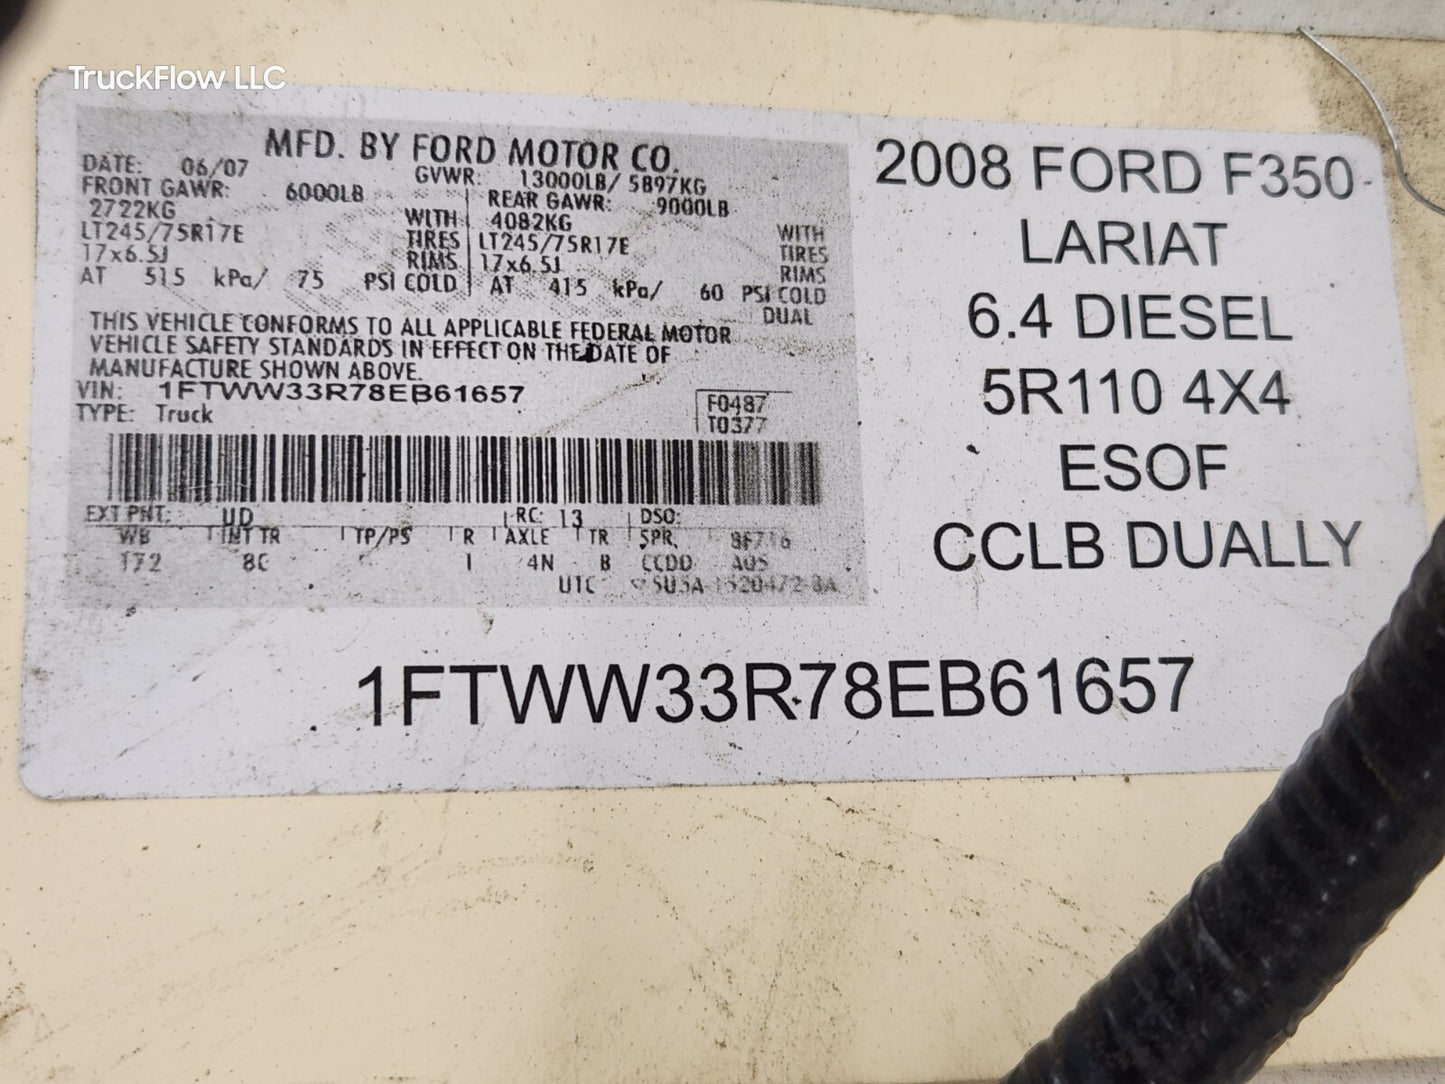 TruckFlow LLC
MFD. BY FORD MOTOR CO.
DATE: 06/07 GVWR: 13000LB/ 5897KG
FRONT GAWR: 6000LB REAR GAWR: 9000LB
2722KG WITH 4082KG WITH
LT245/75R17E TIRES LT245/75R17E TIRES
17x6.5J RIMS 17x6.5J RIMS
AT 515 kPa/ 75 PSI COLD AT 415 kPa/ 60 PSI COLD
DUAL
THIS VEHICLE CONFORMS TO ALL APPLICABLE FEDERAL MOTOR
VEHICLE SAFETY STANDARDS IN EFFECT ON THE DATE OF
MANUFACTURE SHOWN ABOVE.
VIN: 1FTWW33R78EB61657
TYPE: Truck
F0487
T0377
EXT PNT: UD RC: 13 DSO:
WB INT TR TP/PS R AXLE TR SPR
172 8C 1 4N B CCDD
UTC
2008 FORD F350
LARIAT
6.4 DIESEL
5R110 4X4
ESOF
CCLB DUALLY
1FTWW33R78EB61657